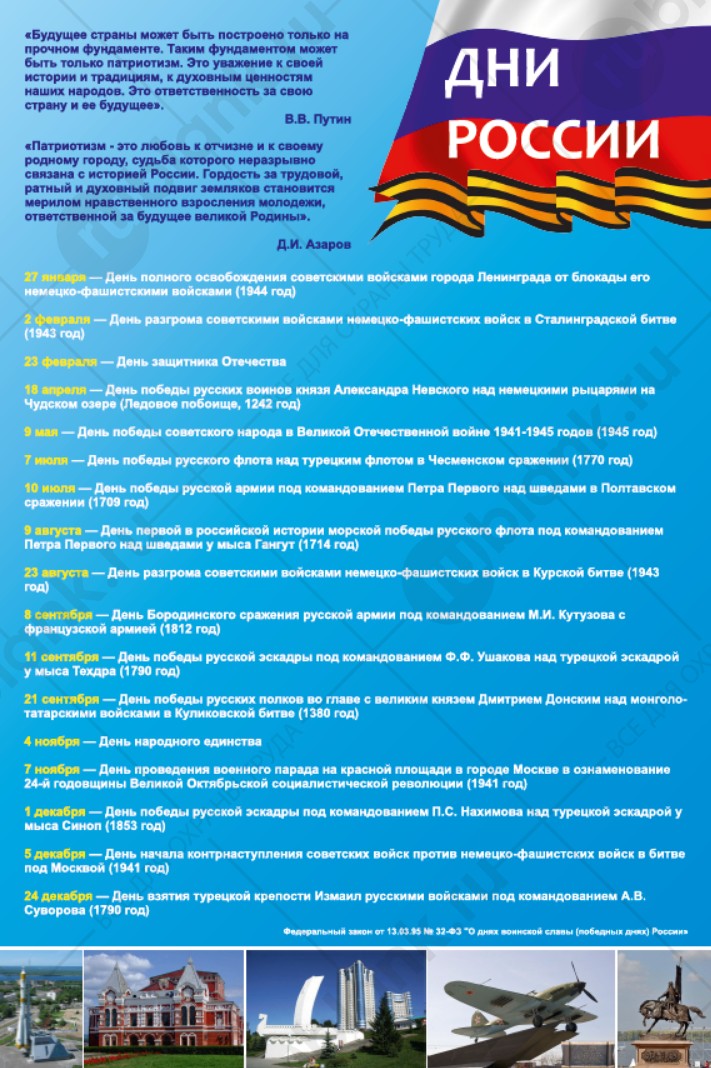 «Будущее страны может быть построено только на
прочном фундаменте. Таким фундаментом может
быть только патриотизм. Это уважение к своей
истории и традициям, к духовным ценностям
наших народов. Это ответственность за свою
страну и ее будущее».
В.В. Путин
«Патриотизм - это любовь к отчизне и к своему
родному городу, судьба которого неразрывно
связана с историей России. Гордость за трудовой,
ратный и духовный подвиг земляков становится
мерилом нравственного взросления молодежи,
ответственной за будущее великой Родины».
Д.И. Азаров
ДНИ
РОССИИ
27 января — День полного освобождения советскими войсками города Ленинграда от блокады его
немецко-фашистскими войсками (1944 год)
2 февраля — День разгрома советскими войсками немецко-фашистских войск в Сталинградской битве
(1943 год)
23 февраля — День защитника Отечества
18 апреля — День победы русских воинов князя Александра Невского над немецкими рыцарями на
Чудском озере (Ледовое побоище, 1242 год)
9 мая — День победы советского народа в Великой Отечественной войне 1941-1945 годов (1945 год)
7 июля — День победы русского флота над турецким флотом в Чесменском сражении (1770 год)
10 июля — День победы русской армии под командованием Петра Первого над шведами в Полтавском
сражении (1709 год)
9 августа — День первой в российской истории морской победы русского флота под командованием
Петра Первого над шведами у мыса Гангут (1714 год)
23 августа — День разгрома советскими войсками немецко-фашистских войск в Курской битве (1943
год)
8 сентября — День Бородинского сражения русской армии под командованием М.И. Кутузова с
французской армией (1812 год)
11 сентября — День победы русской эскадры под командованием Ф.Ф. Ушакова над турецкой эскадрой
у мыса Техдра (1790 год)
21 сентября — День победы русских полков во главе с великим князем Дмитрием Донским над монголо-
татарскими войсками в Куликовской битве (1380 год)
4 ноября — День народного единства
7 ноября — День проведения военного парада на красной площади в городе Москве в ознаменование
24-й годовщины Великой Октябрьской социалистической революции (1941 год)
1 декабря — День победы русской эскадры под командованием П.С. Нахимова над турецкой эскадрой у
мыса Синоп (1853 год)
5 декабря — День начала контрнаступления советских войск против немецко-фашистских войск в битве
под Москвой (1941 год)
24 декабря — День взятия турецкой крепости Измаил русскими войсками под командованием А.В.
Суворова (1790 год)
Федеральный закон от 13.03.95 № 32-ФЗ "О днях воинской славы (победных днях) России»